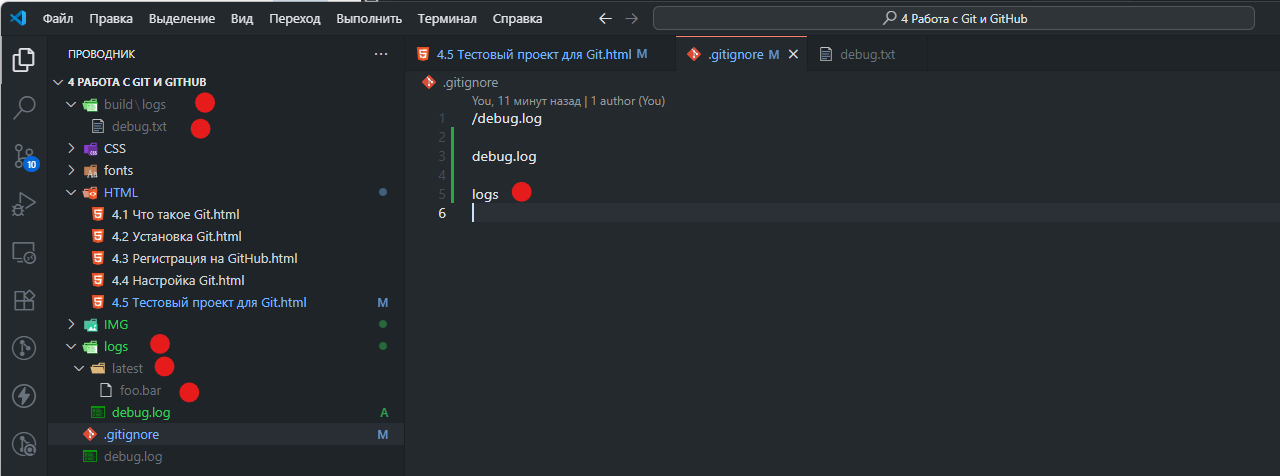 Файл Правка Выделение Вид Переход Выполнить Терминал Справка 4 Работа с Git и GitHub
ПРОВОДНИК
4.5 Тестовый проект для Git.html M
.gitignore M
debug.txt
4 РАБОТА С GIT И GITHUB
.gitignore
build\logs
You, 11 минут назад | 1 author (You)
debug.txt
1 /debug.log
2
3 debug.log
4
5 logs
6
CSS
fonts
HTML
4.1 Что такое Git.html
4.2 Установка Git.html
4.3 Регистрация на GitHub.html
4.4 Настройка Git.html
4.5 Тестовый проект для Git.html M
IMG
logs
latest
foo.bar
debug.log A
.gitignore M
debug.log
10